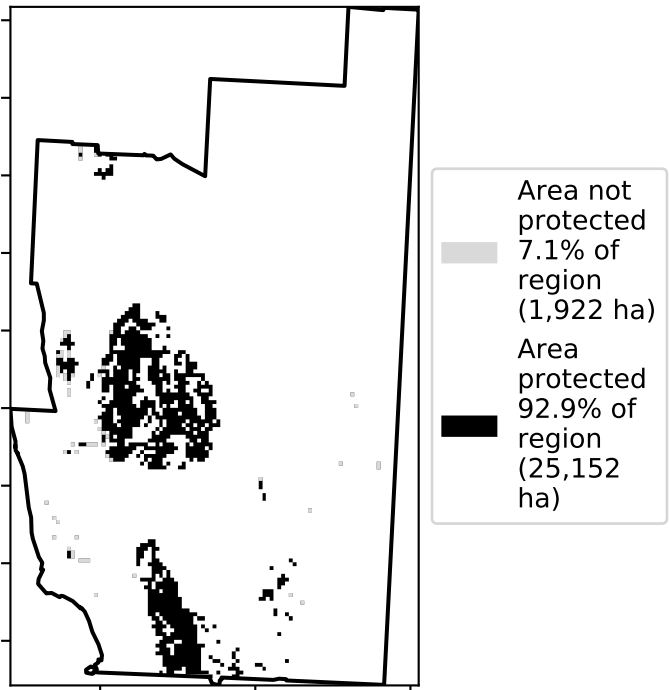 Area not
protected
7.1% of
region
(1,922 ha)
Area
protected
92.9% of
region
(25,152
ha)